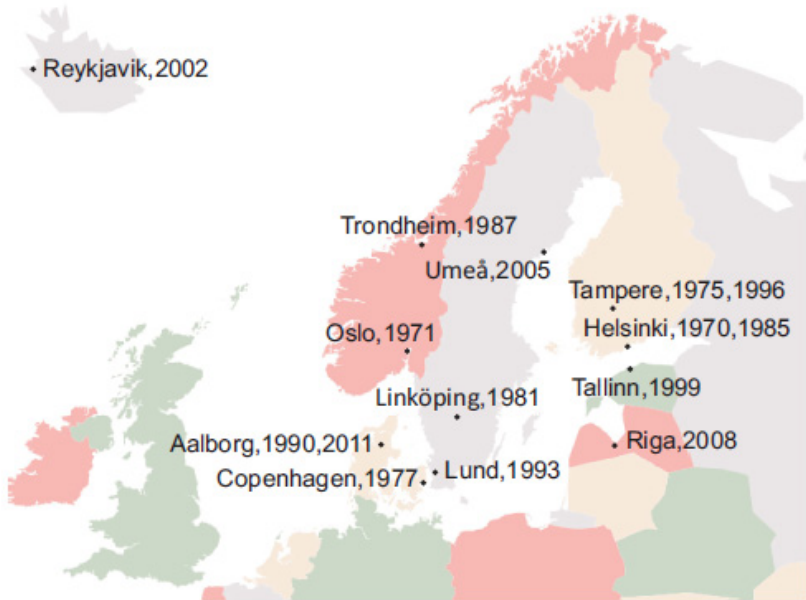 Reykjavik,2002
Trondheim,1987
Umeå,2005
Tampere,1975,1996
Helsinki,1970,1985
Oslo,1971
Tallinn,1999
Linköping,1981
Aalborg,1990,2011
Riga,2008
Copenhagen,1977
Lund,1993